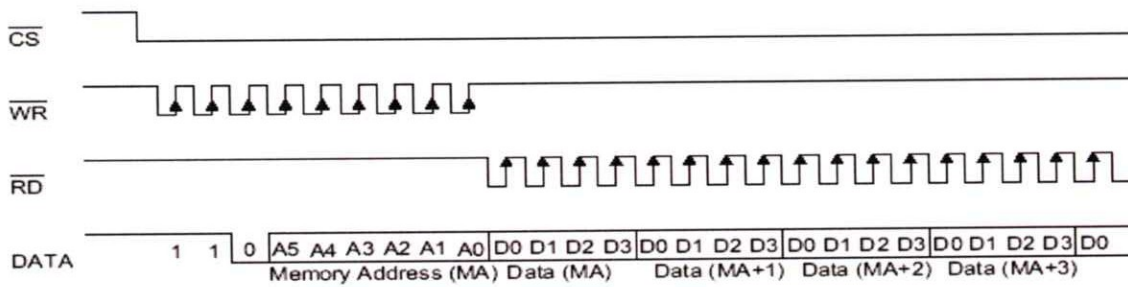 CS
WR
RD
DATA 1 1 0 A5 A4 A3 A2 A1 A0 D0 D1 D2 D3 D0 D1 D2 D3 D0 D1 D2 D3 D0 D1 D2 D3 D0
Memory Address (MA) Data (MA) Data (MA+1) Data (MA+2) Data (MA+3)